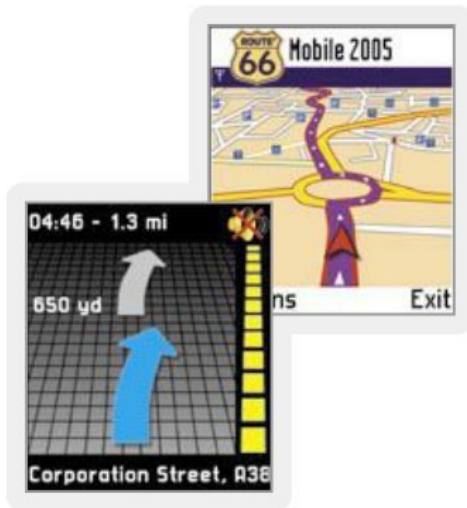 ROUTE
66
Mobile 2005
ns Exit
04:46 - 1.3 mi
650 yd
Corporation Street, A38